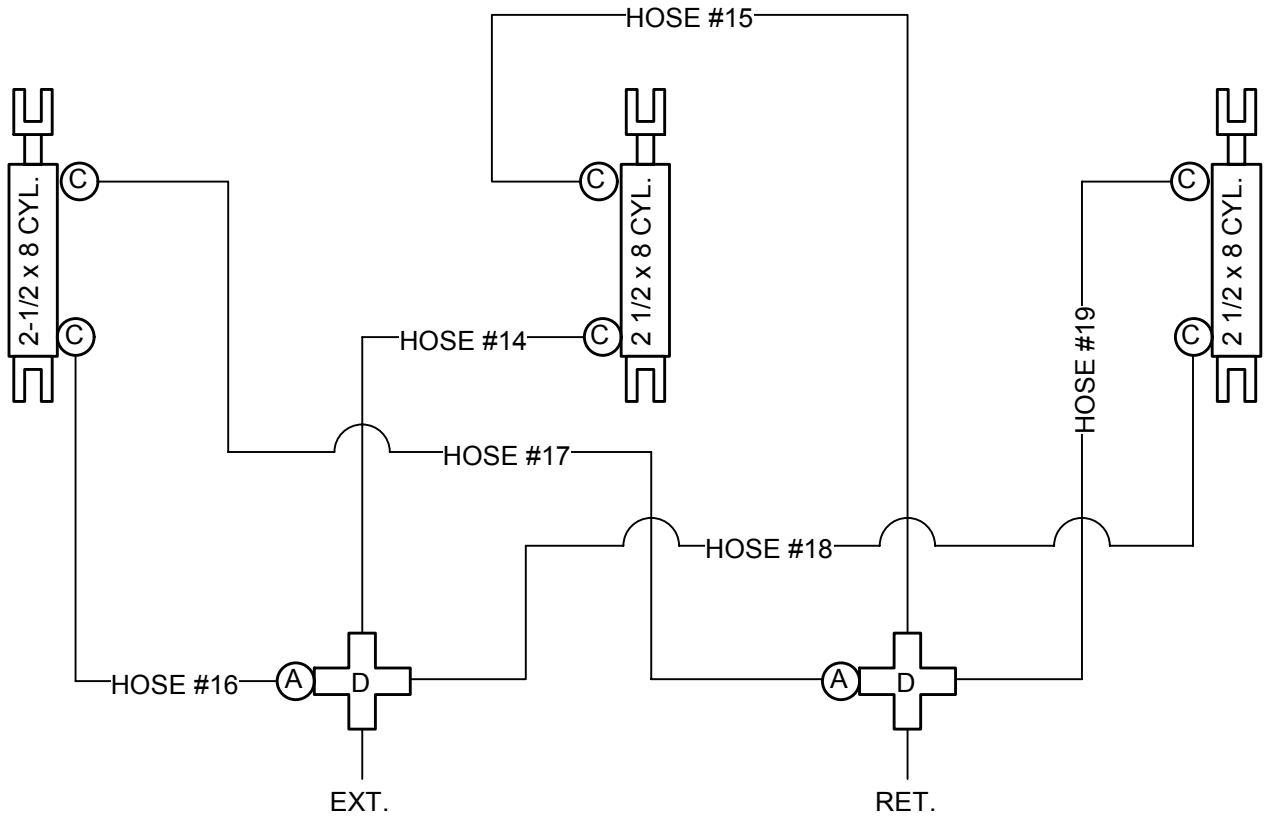 HOSE #15
C
C
C
2-1/2 x 8 CYL.
2 1/2 x 8 CYL.
2 1/2 x 8 CYL.
C
C
C
HOSE #14
HOSE #19
HOSE #17
HOSE #18
HOSE #16
A
D
A
D
EXT.
RET.